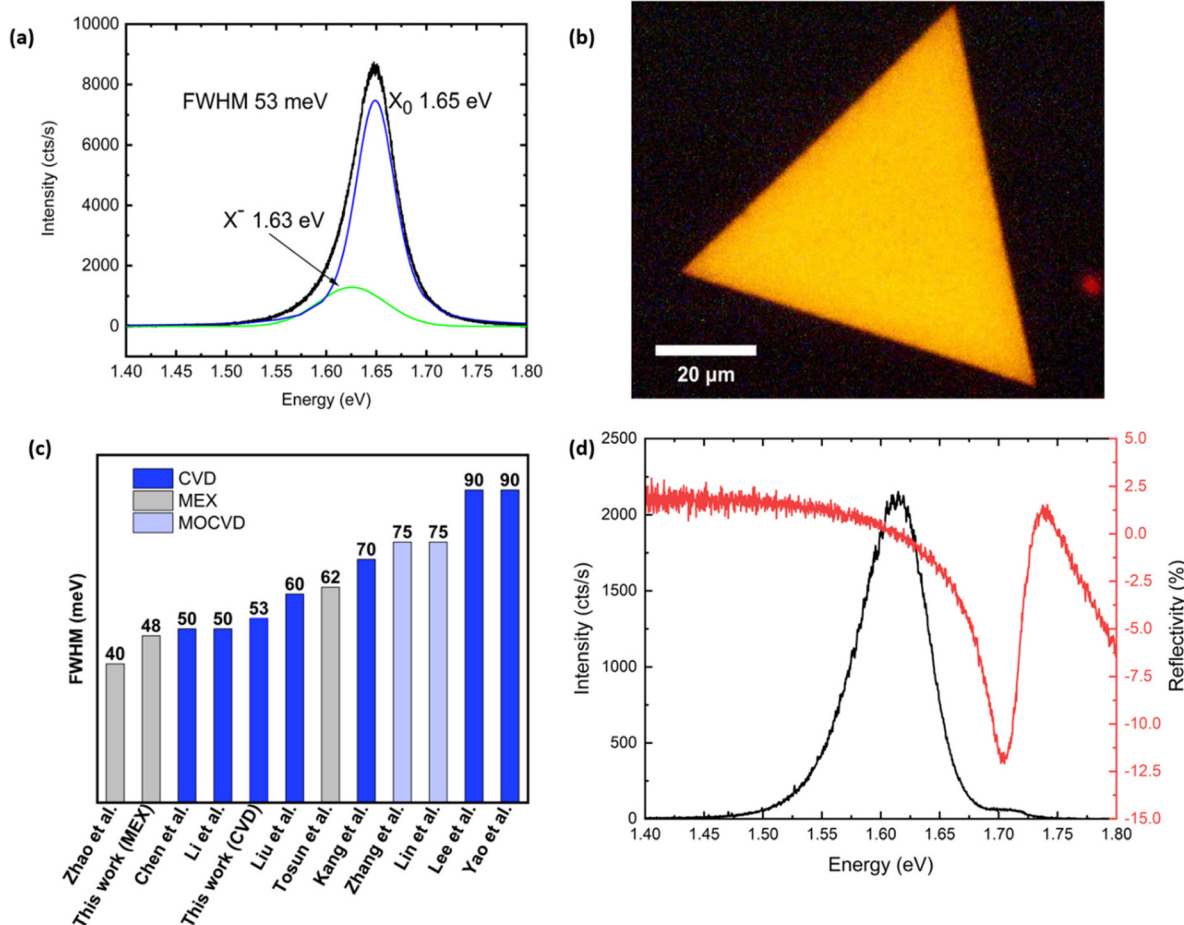 (a)
10000
8000
6000
4000
2000
0
Intensity (cts/s)
FWHM 53 meV
X0 1.65 eV
X- 1.63 eV
1.40 1.45 1.50 1.55 1.60 1.65 1.70 1.75 1.80
Energy (eV)
(b)
20 μm
(c)
CVD
MEX
MOCVD
FWHM (meV)
40 48 50 50 53 60 62 70 75 75 90 90
Zhao et al.
This work (MEX)
Chen et al.
Li et al.
This work (CVD)
Liu et al.
Tosun et al.
Kang et al.
Zhang et al.
Lin et al.
Lee et al.
Yao et al.
(d)
2500
2000
1500
1000
500
0
Intensity (cts/s)
5.0
2.5
0.0
-2.5
-5.0
-7.5
-10.0
-12.5
-15.0
Reflectivity (%)
1.40 1.45 1.50 1.55 1.60 1.65 1.70 1.75 1.80
Energy (eV)